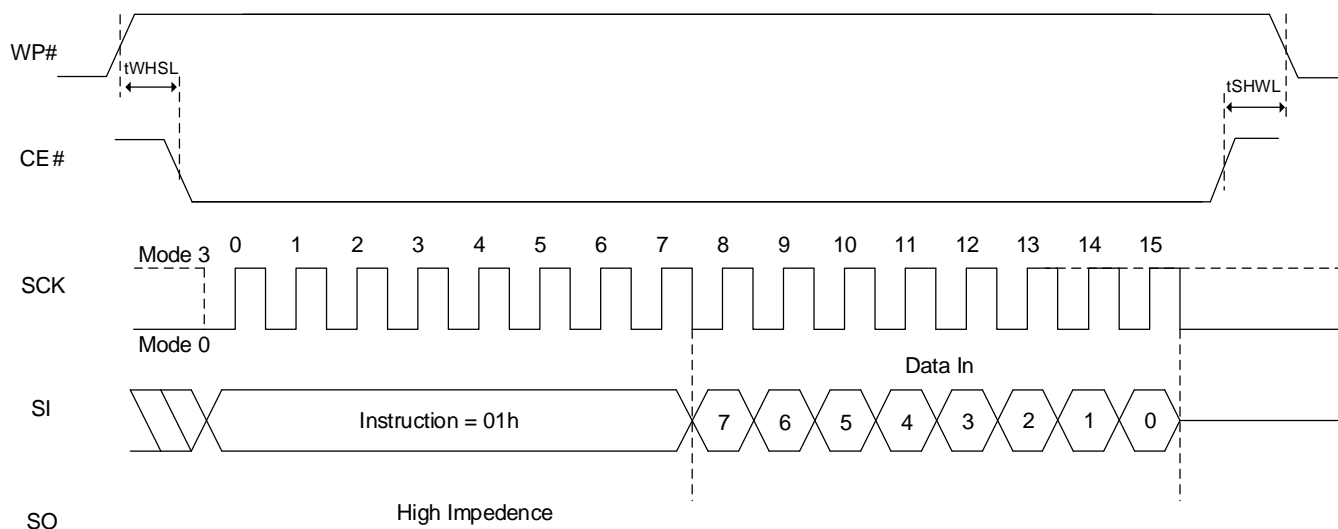 WP#
tWHSL
tSHWL
CE#
0 1 2 3 4 5 6 7 8 9 10 11 12 13 14 15
Mode 3
SCK
Mode 0
Data In
SI
Instruction = 01h
7 6 5 4 3 2 1 0
High Impedence
SO